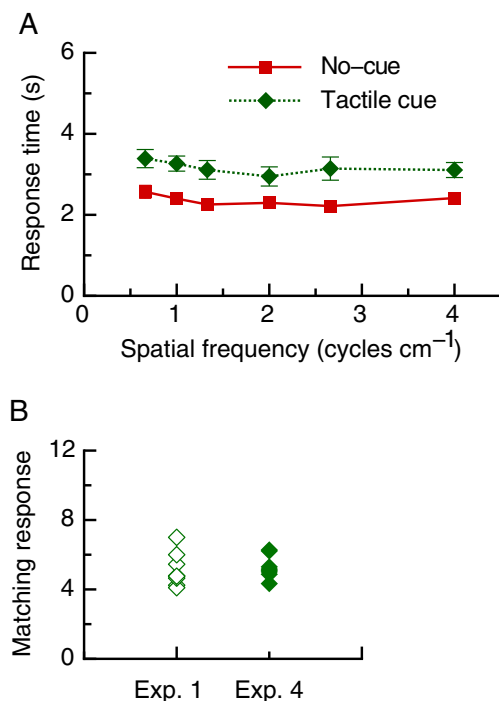 A
No−cue
Tactile cue
Response time (s)
6
4
2
0
0 1 2 3 4
Spatial frequency (cycles cm−1)
B
Matching response
12
8
4
0
Exp. 1 Exp. 4